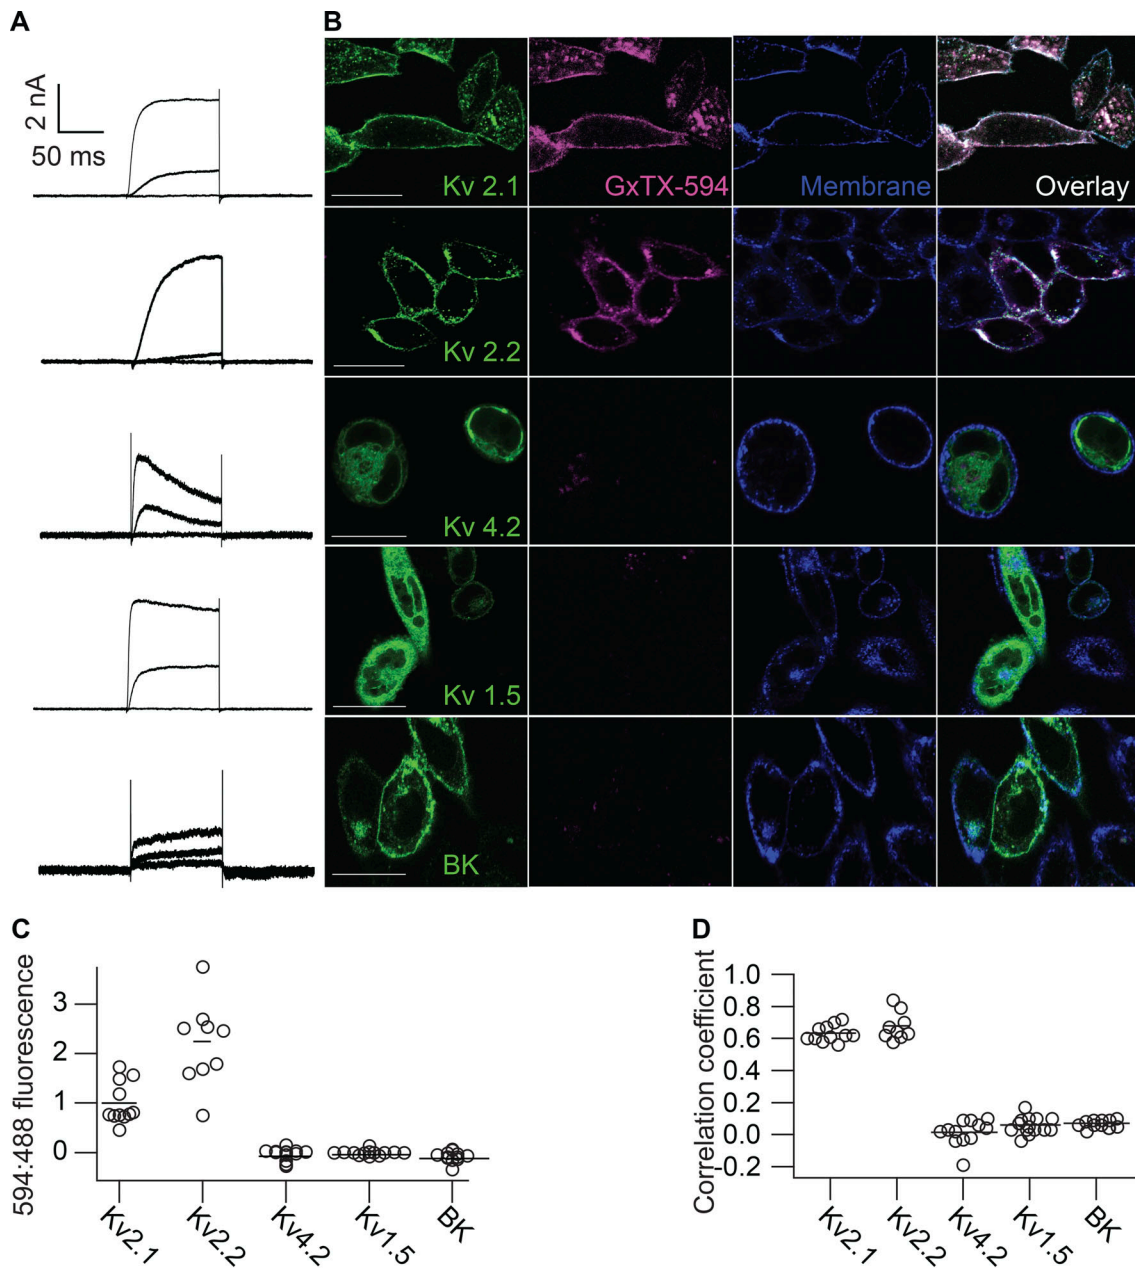 A
B
2 nA
50 ms
Kv 2.1
GxTX-594
Membrane
Overlay
Kv 2.2
Kv 4.2
Kv 1.5
BK
C
594:488 fluorescence
3
2
1
0
Kv2.1
Kv2.2
Kv4.2
Kv1.5
BK
D
Correlation coefficient
1.0
0.8
0.6
0.4
0.2
0.0
-0.2
Kv2.1
Kv2.2
Kv4.2
Kv1.5
BK